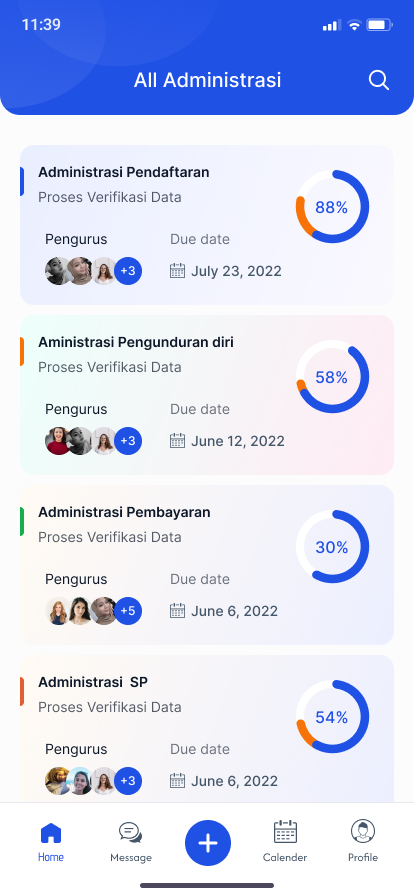 11:39
All Administrasi
Administrasi Pendaftaran
Proses Verifikasi Data
88%
Pengurus
Due date
+3
July 23, 2022
Aministrasi Pengunduran diri
Proses Verifikasi Data
58%
Pengurus
Due date
+3
June 12, 2022
Administrasi Pembayaran
Proses Verifikasi Data
30%
Pengurus
Due date
+5
June 6, 2022
Administrasi  SP
Proses Verifikasi Data
54%
Pengurus
Due date
+3
June 6, 2022
Home
Message
Calender
Profile